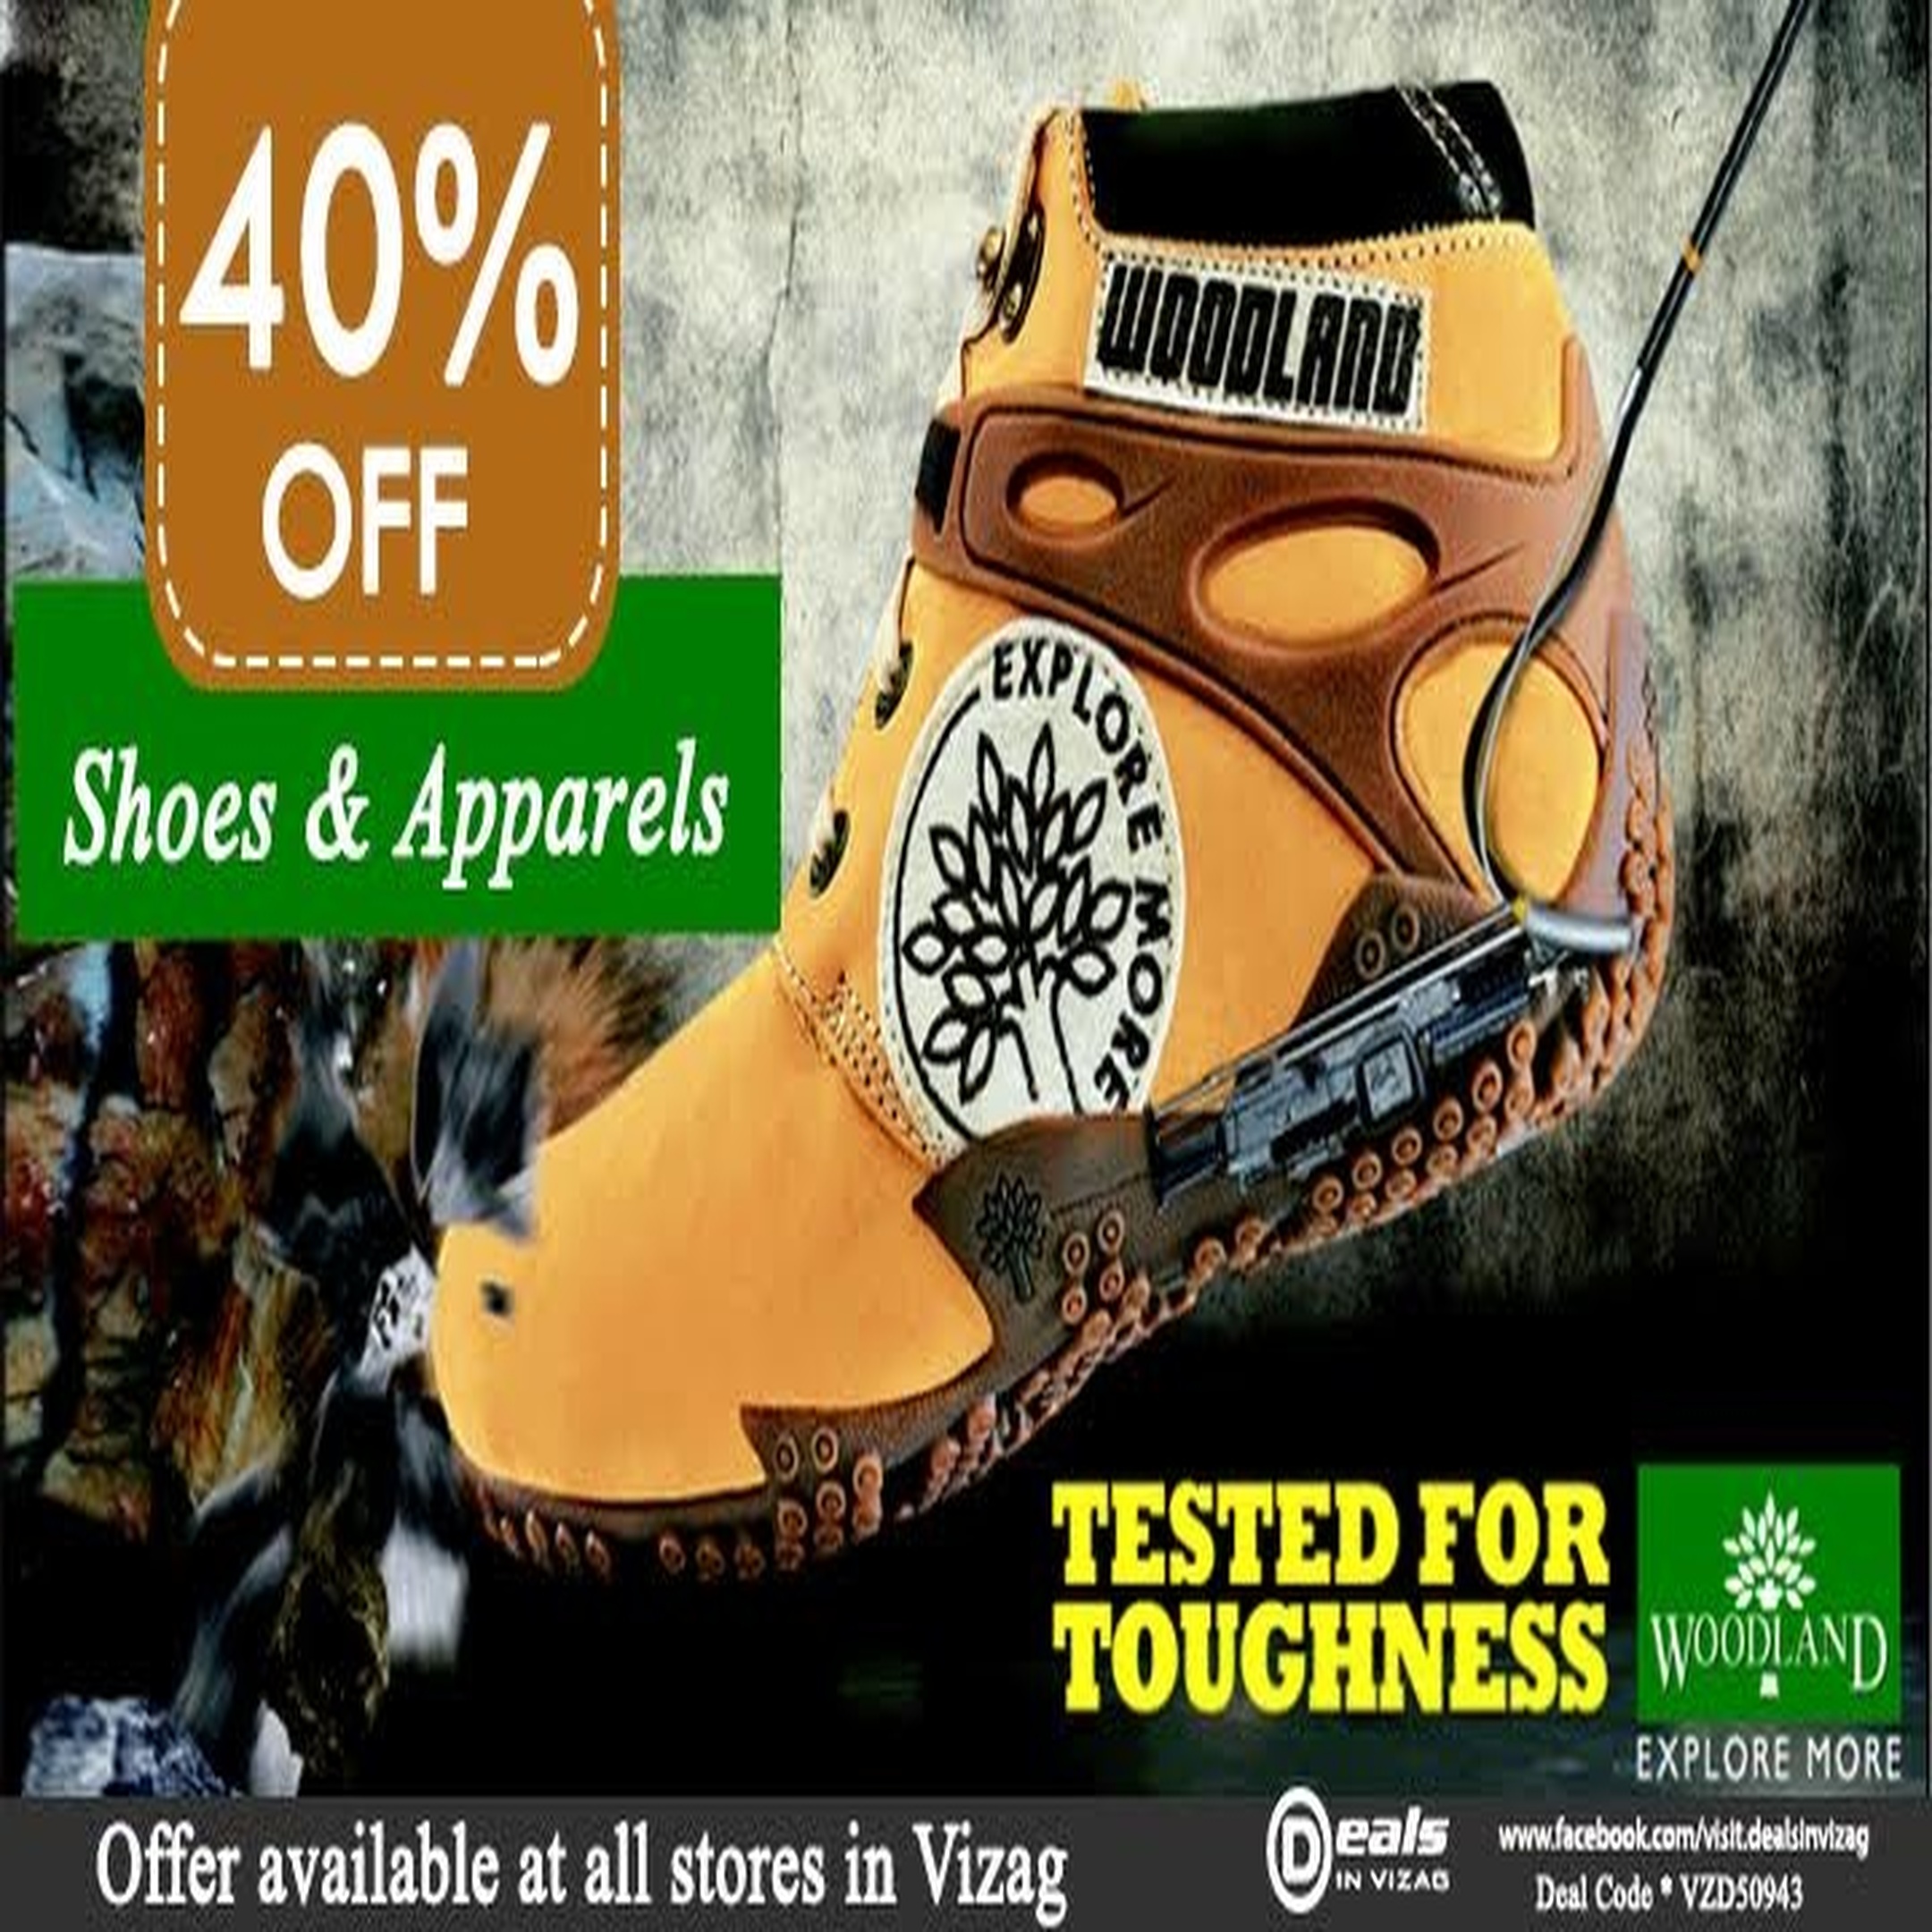 40%
OFF
Shoes & Apparels
WOODLAND
EXPLORE MORE
TESTED FOR
TOUGHNESS
WOODLAND
EXPLORE MORE
Offer available at all stores in Vizag
Deals
IN VIZAG
www.facebook.com/visit.dealsinvizag
Deal Code * VZD50943